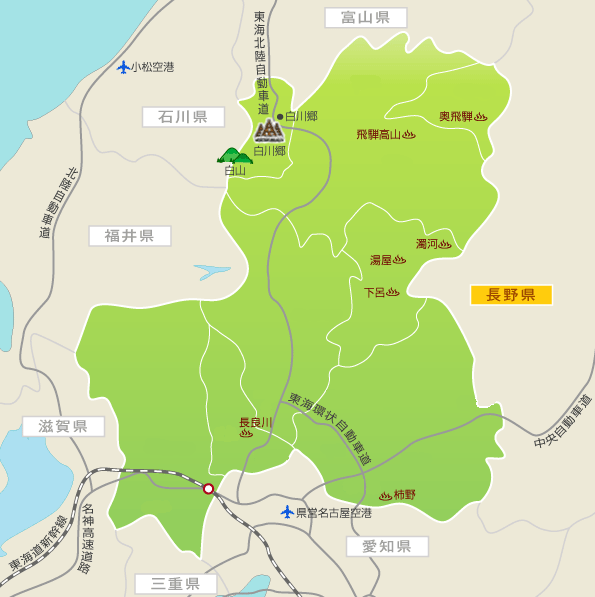 富山県
東海北陸自動車道
小松空港
石川県
白川郷
奥飛騨
飛騨高山
白川郷
白山
北陸自動車道
福井県
濁河
湯屋
下呂
長野県
東海環状自動車道
中央自動車道
長良川
滋賀県
柿野
県営名古屋空港
名神高速道路
東海道新幹線
愛知県
三重県